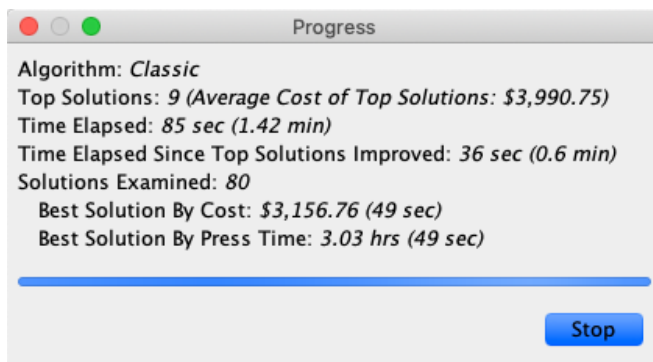 Progress
Algorithm: Classic
Top Solutions: 9 (Average Cost of Top Solutions: $3,990.75)
Time Elapsed: 85 sec (1.42 min)
Time Elapsed Since Top Solutions Improved: 36 sec (0.6 min)
Solutions Examined: 80
Best Solution By Cost: $3,156.76 (49 sec)
Best Solution By Press Time: 3.03 hrs (49 sec)
Stop